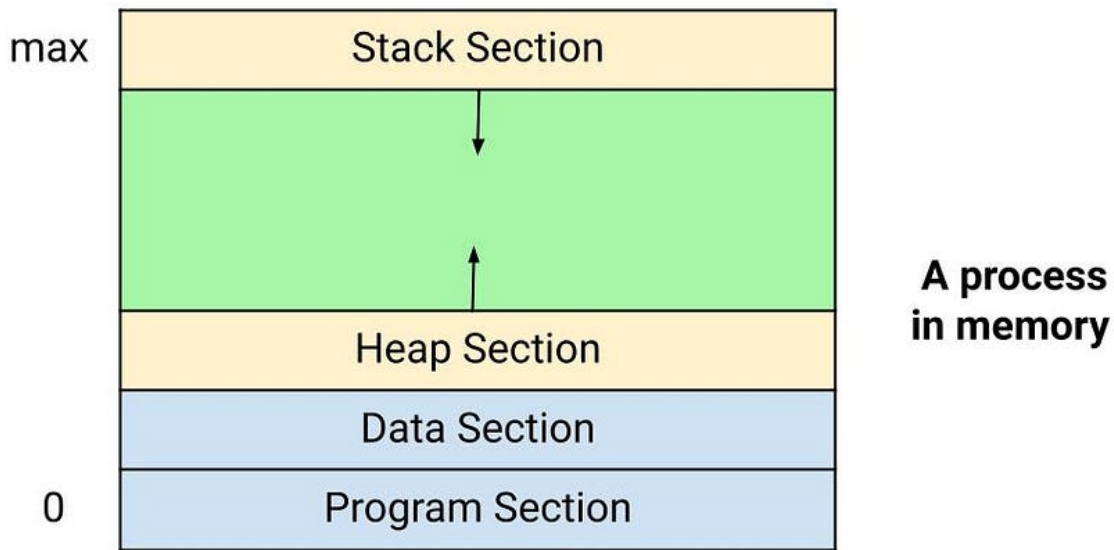 max
Stack Section
A process
in memory
Heap Section
Data Section
0
Program Section